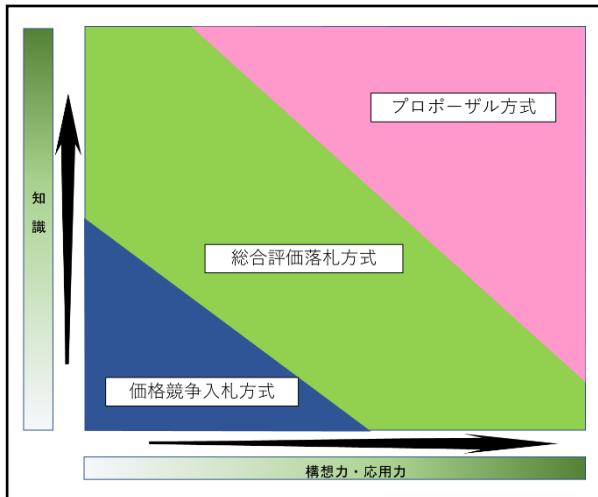 プロポーザル方式
知
識
総合評価落札方式
価格競争入札方式
構想力・応用力